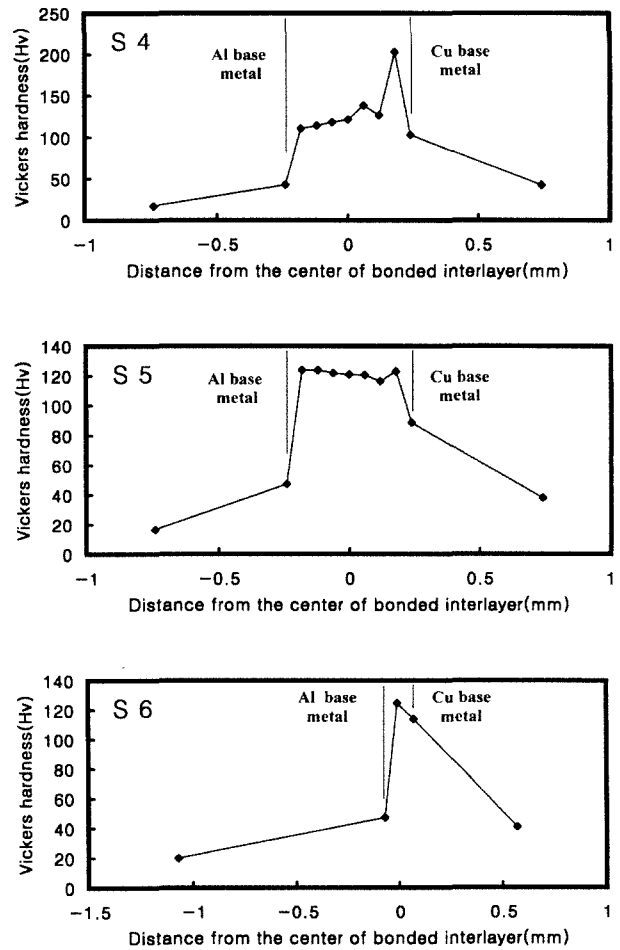 Vickers hardness(Hv)
250
200
150
100
50
0
S 4
Al base
metal
Cu base
metal
−1
−0.5
0
0.5
1
Distance from the center of bonded interlayer(mm)
Vickers hardness(Hv)
140
120
100
80
60
40
20
0
S 5
Al base
metal
Cu base
metal
−1
−0.5
0
0.5
1
Distance from the center of bonded interlayer(mm)
Vickers hardness(Hv)
140
120
100
80
60
40
20
0
S 6
Al base
metal
Cu base
metal
-1.5
-1
-0.5
0
0.5
1
Distance from the center of bonded interlayer(mm)